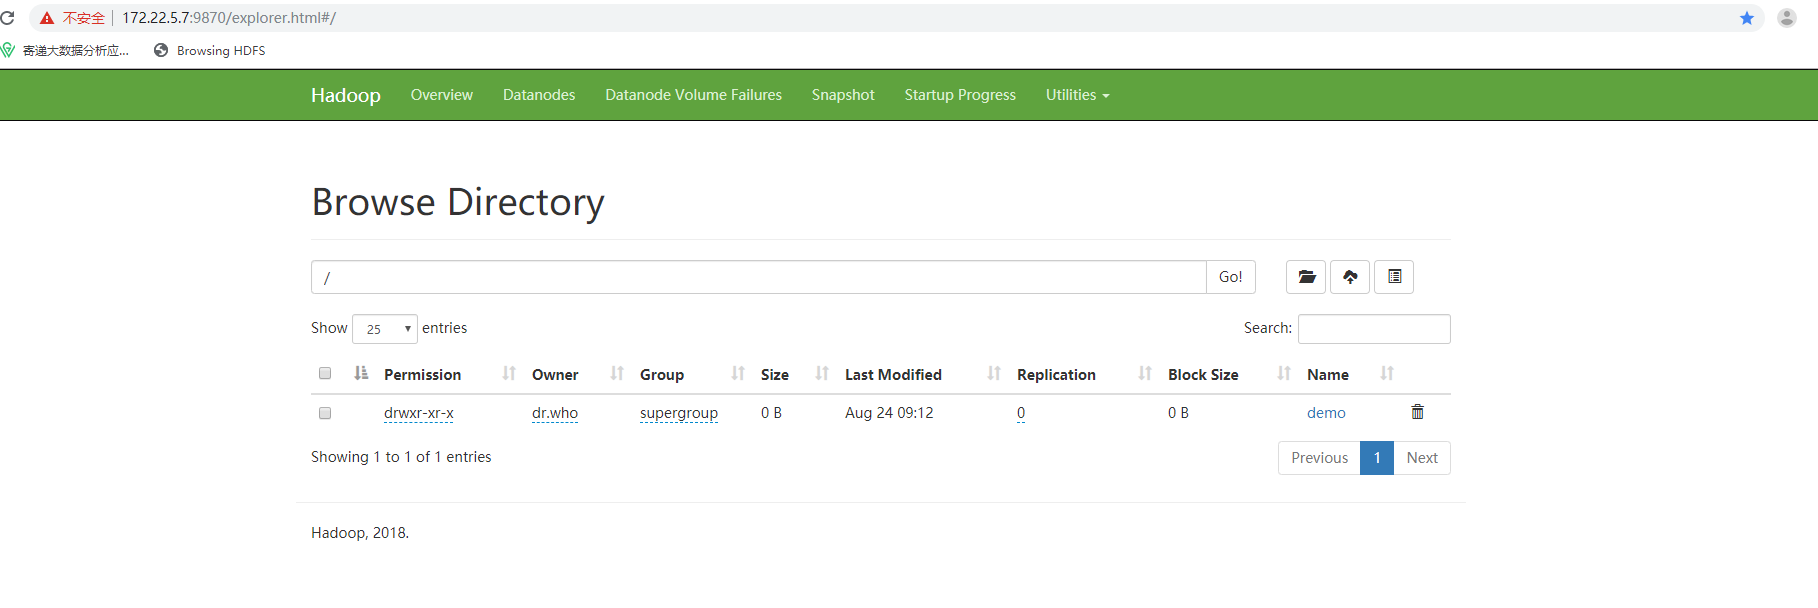 不安全 172.22.5.7:9870/explorer.html#/
寄递大数据分析应... Browsing HDFS
Hadoop Overview Datanodes Datanode Volume Failures Snapshot Startup Progress Utilities
Browse Directory
/ Go!
Show 25 entries Search:
Permission Owner Group Size Last Modified Replication Block Size Name
drwxr-xr-x dr.who supergroup 0 B Aug 24 09:12 0 0 B demo
Showing 1 to 1 of 1 entries Previous 1 Next
Hadoop, 2018.